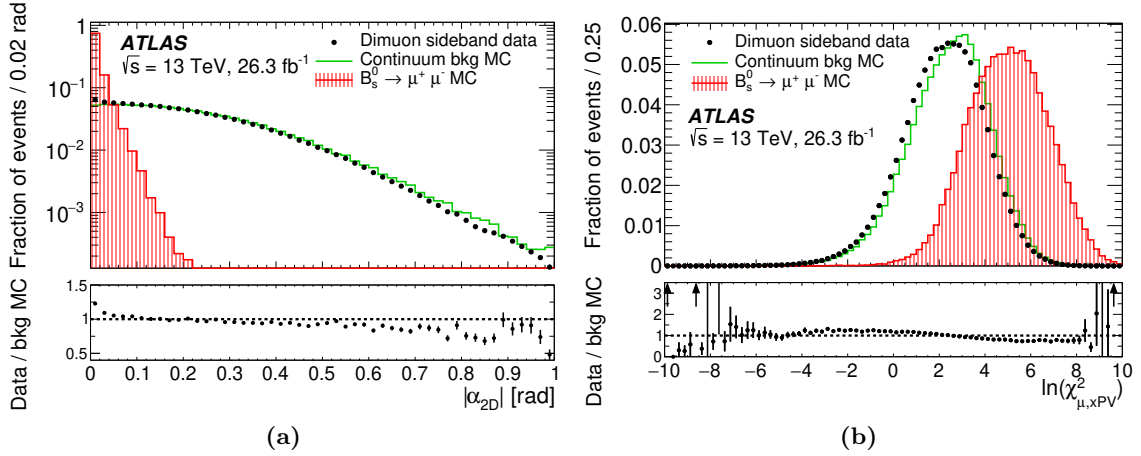 ATLAS
√s = 13 TeV, 26.3 fb⁻¹
Dimuon sideband data
Continuum bkg MC
B⁰ₛ → μ⁺ μ⁻ MC
Fraction of events / 0.02 rad
1
10⁻¹
10⁻²
10⁻³
Data / bkg MC
1.5
1.25
1
0.75
0.5
0 0.1 0.2 0.3 0.4 0.5 0.6 0.7 0.8 0.9 1
|α₂D| [rad]
(a)
Dimuon sideband data
Continuum bkg MC
B⁰ₛ → μ⁺ μ⁻ MC
ATLAS
√s = 13 TeV, 26.3 fb⁻¹
Fraction of events / 0.25
0.06
0.05
0.04
0.03
0.02
0.01
0
Data / bkg MC
3
2
1
0
−10 −8 −6 −4 −2 0 2 4 6 8 10
ln(χ²μ,xPV)
(b)